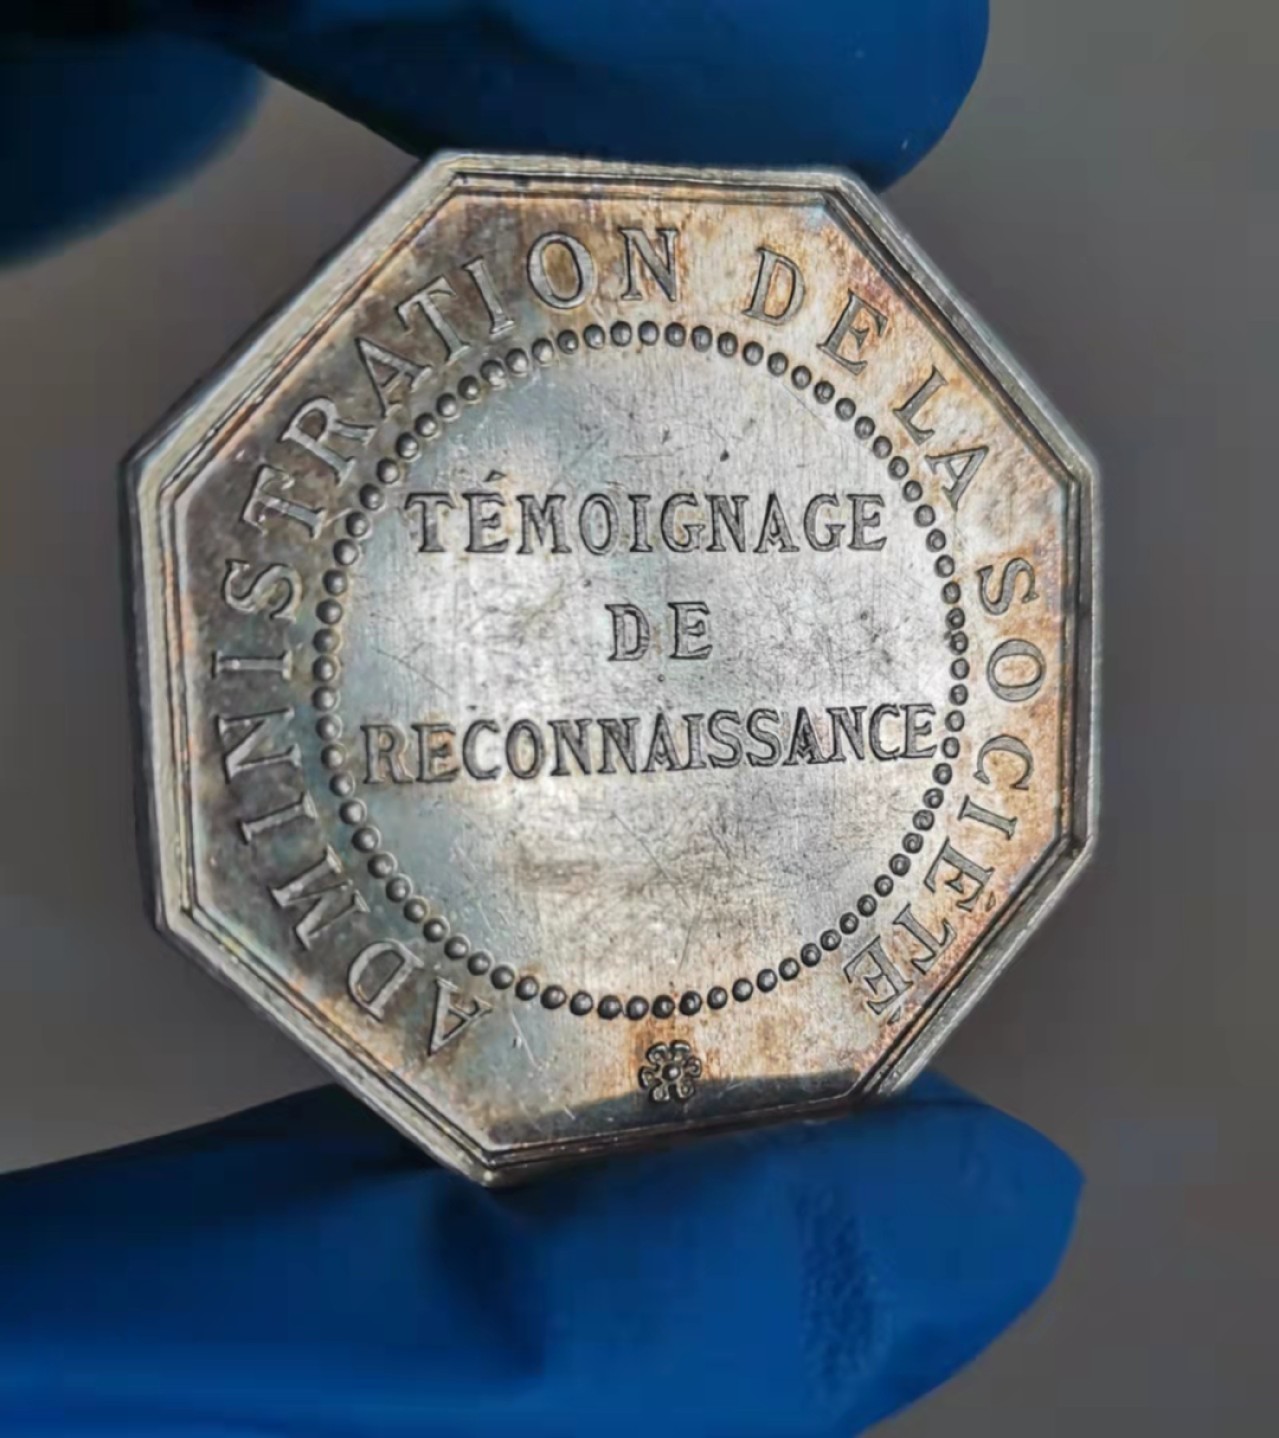 ADMINISTRATION DE LA SOCIÉTÉ
TÉMOIGNAGE
DE
RECONNAISSANCE